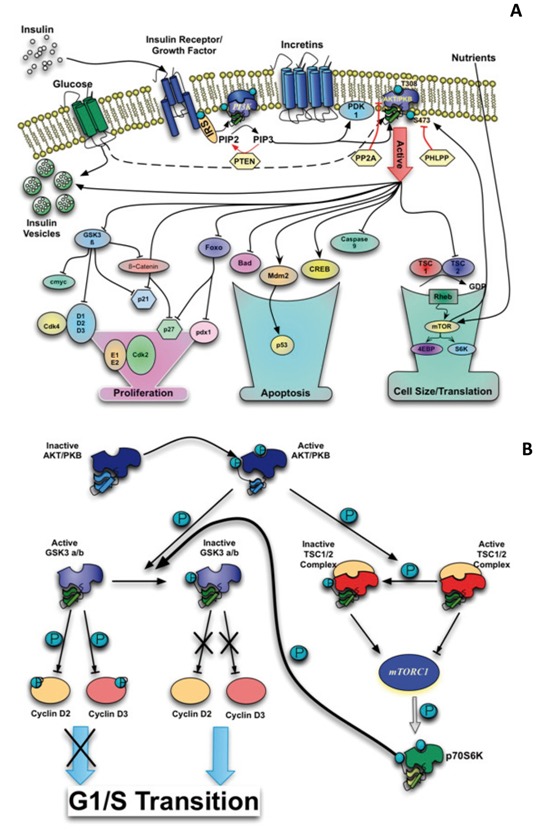 A
Insulin
Insulin Receptor/
Growth Factor
Incretins
Nutrients
Glucose
T308
PI3K
PDK
1
AKT/PKB
S473
IRS
PIP2
PIP3
PTEN
PP2A
Active
PHLPP
Insulin
Vesicles
GSK3
ß
Foxo
Bad
Mdm2
CREB
Caspase
9
TSC
1
TSC
2
GDP
ß-Catenin
cmyc
p21
Rheb
Cdk4
D1
D2
D3
p27
pdx1
p53
mTOR
E1
E2
Cdk2
4EBP
S6K
Proliferation
Apoptosis
Cell Size/Translation
B
Inactive
AKT/PKB
Active
AKT/PKB
P
P
P
P
Active
GSK3 a/b
Inactive
GSK3 a/b
Inactive
TSC1/2
Complex
Active
TSC1/2
Complex
P
P
P
P
P
P
P
P
mTORC1
Cyclin D2
Cyclin D3
Cyclin D2
Cyclin D3
P
p70S6K
G1/S Transition